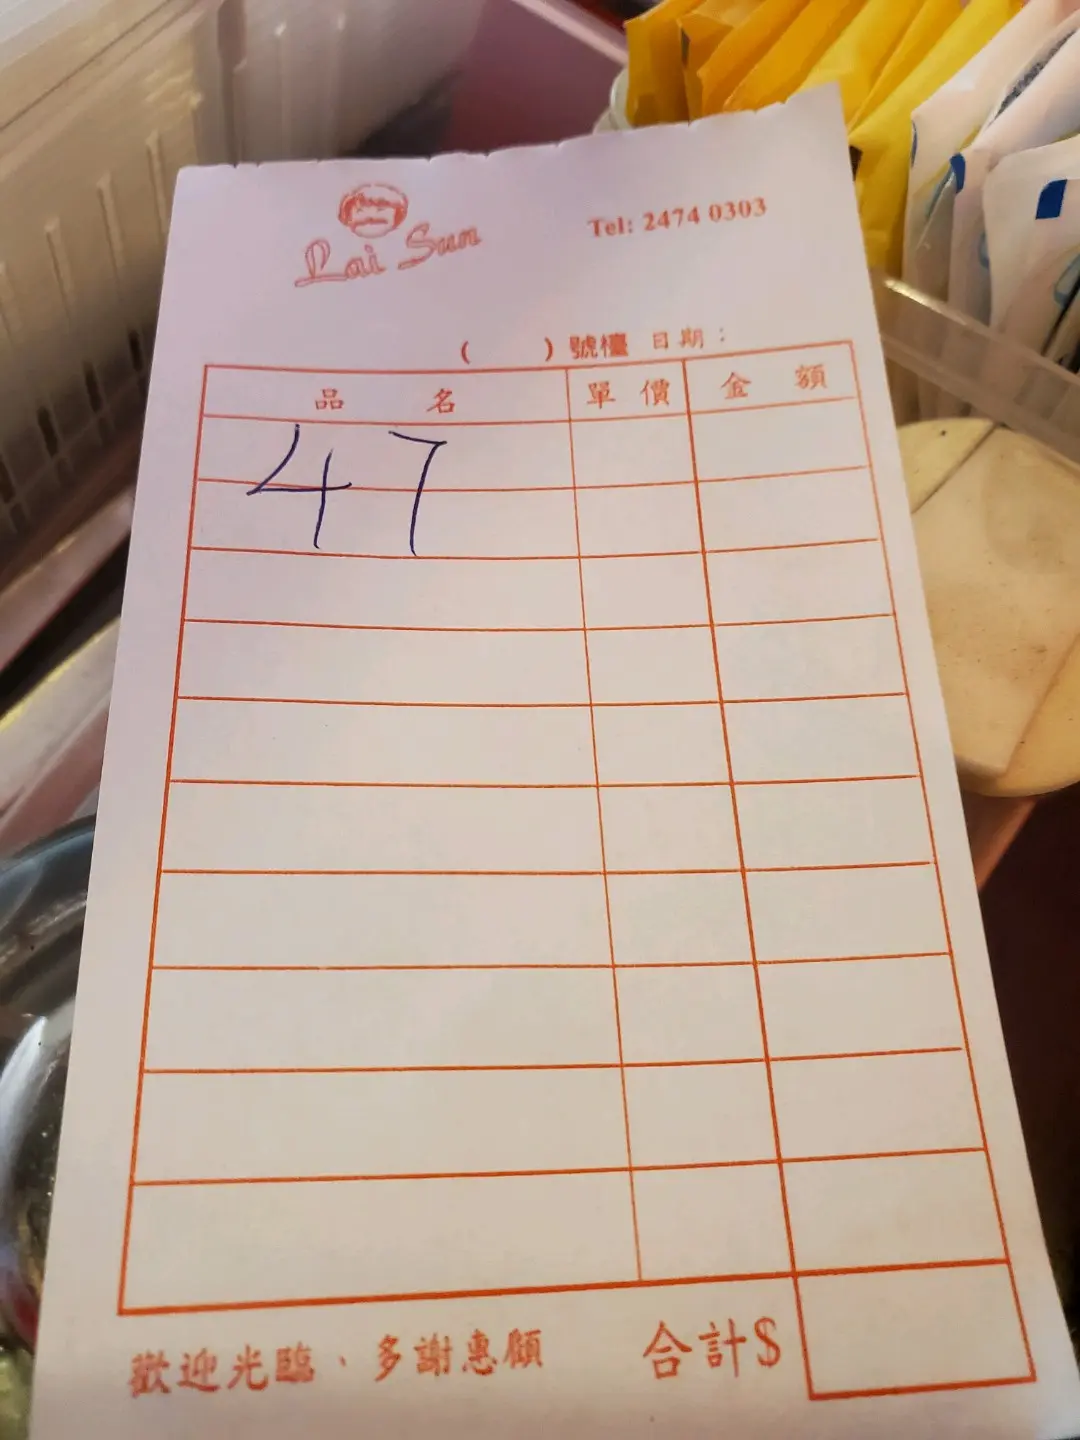 Lai Sun
Tel: 2474 0303
(        ) 號檯 日期：
品名 單價 金額
47
歡迎光臨、多謝惠顧 合計$